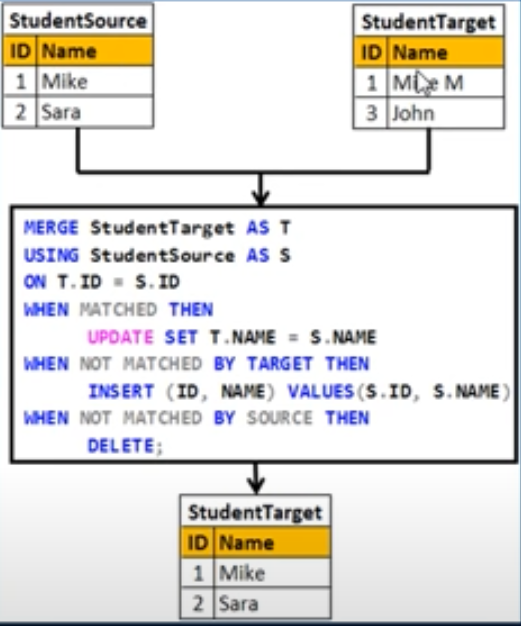 StudentSource
ID Name
1 Mike
2 Sara
StudentTarget
ID Name
1 M
3 John
MERGE StudentTarget AS T
USING StudentSource AS S
ON T.ID = S.ID
WHEN MATCHED THEN
UPDATE SET T.NAME = S.NAME
WHEN NOT MATCHED BY TARGET THEN
INSERT (ID, NAME) VALUES(S.ID, S.NAME)
WHEN NOT MATCHED BY SOURCE THEN
DELETE;
StudentTarget
ID Name
1 Mike
2 Sara